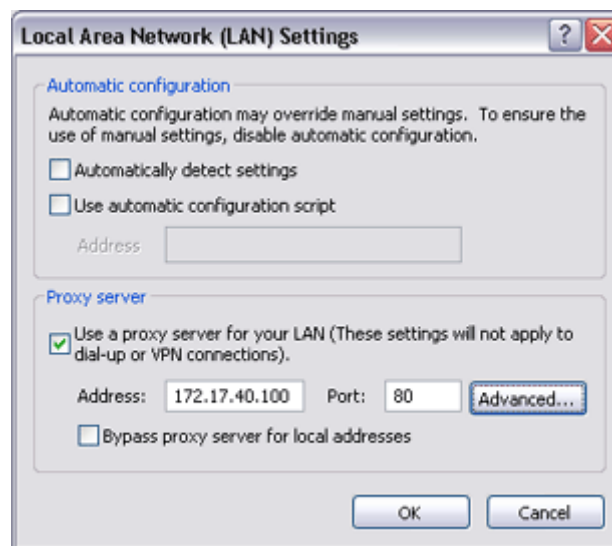 Local Area Network (LAN) Settings
?
Automatic configuration
Automatic configuration may override manual settings. To ensure the
use of manual settings, disable automatic configuration.
Automatically detect settings
Use automatic configuration script
Address
Proxy server
Use a proxy server for your LAN (These settings will not apply to
dial-up or VPN connections).
Address: 172.17.40.100 Port: 80 Advanced...
Bypass proxy server for local addresses
OK Cancel